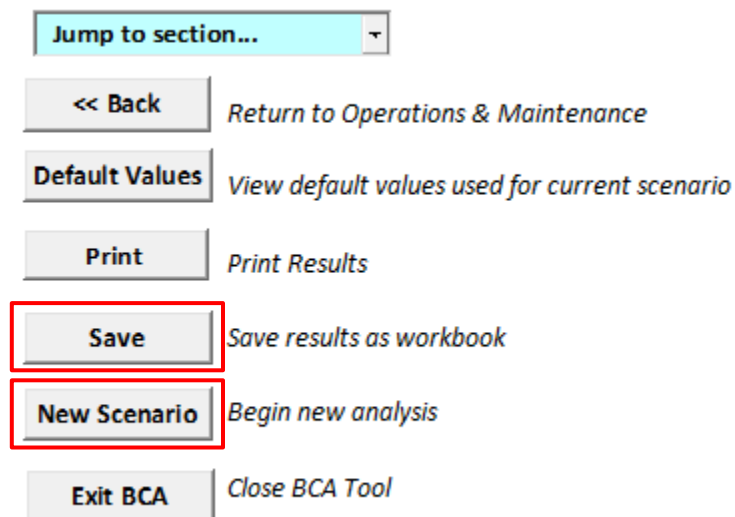 Jump to section...
<< Back Return to Operations & Maintenance
Default Values View default values used for current scenario
Print Print Results
Save Save results as workbook
New Scenario Begin new analysis
Exit BCA Close BCA Tool